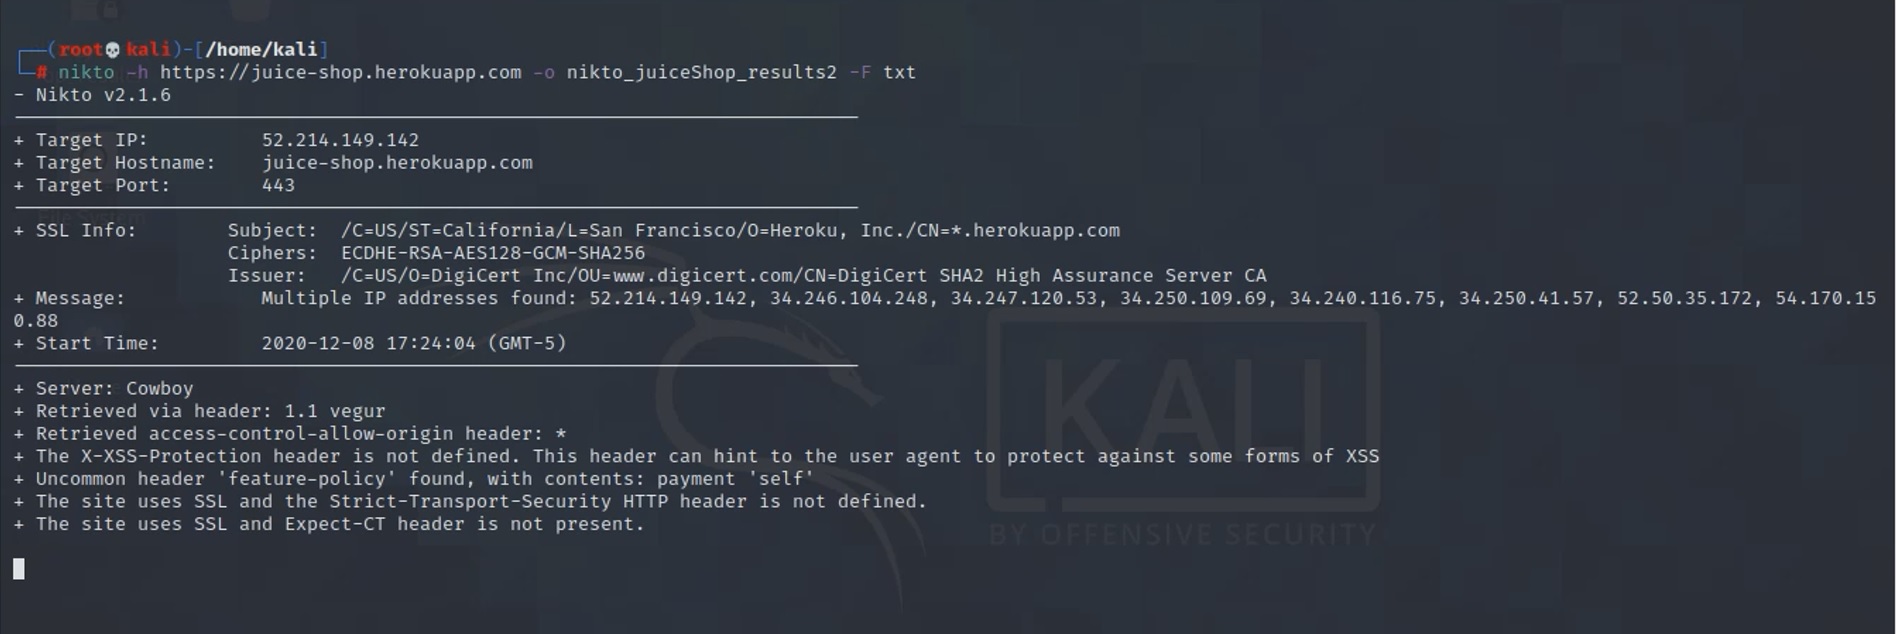 (root💀kali)-[/home/kali]
# nikto -h https://juice-shop.herokuapp.com -o nikto_juiceShop_results2 -F txt
- Nikto v2.1.6
+ Target IP: 52.214.149.142
+ Target Hostname: juice-shop.herokuapp.com
+ Target Port: 443
File System
+ SSL Info: Subject: /C=US/ST=California/L=San Francisco/O=Heroku, Inc./CN=*.herokuapp.com
Ciphers: ECDHE-RSA-AES128-GCM-SHA256
Issuer: /C=US/O=DigiCert Inc/OU=www.digicert.com/CN=DigiCert SHA2 High Assurance Server CA
+ Message: Multiple IP addresses found: 52.214.149.142, 34.246.104.248, 34.247.120.53, 34.250.109.69, 34.240.116.75, 34.250.41.57, 52.50.35.172, 54.170.15
0.88
+ Start Time: 2020-12-08 17:24:04 (GMT-5)
+ Server: Cowboy
+ Retrieved via header: 1.1 vegur
+ Retrieved access-control-allow-origin header: *
+ The X-XSS-Protection header is not defined. This header can hint to the user agent to protect against some forms of XSS
+ Uncommon header 'feature-policy' found, with contents: payment 'self'
+ The site uses SSL and the Strict-Transport-Security HTTP header is not defined.
+ The site uses SSL and Expect-CT header is not present.
KALI
BY OFFENSIVE SECURITY